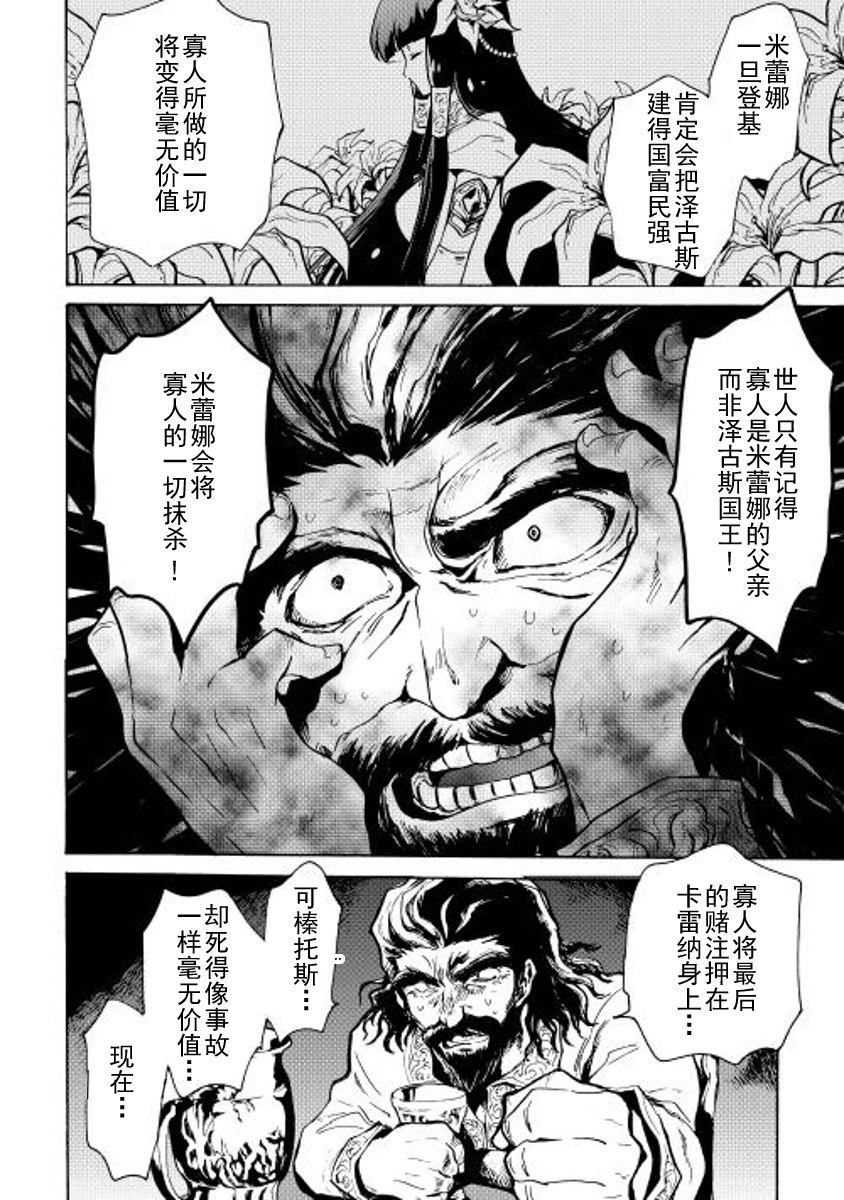 米蕾娜
一旦登基
肯定会把泽古斯
建得国富民强
寡人所做的一切
将变得毫无价值
世人只有记得
寡人是米蕾娜的父亲
而非泽古斯国王！
米蕾娜会将
寡人的一切抹杀！
寡人将最后
的赌注押在
卡雷纳身上…
可榛托斯…
…
却死得像事故
一样毫无价值…
现在…